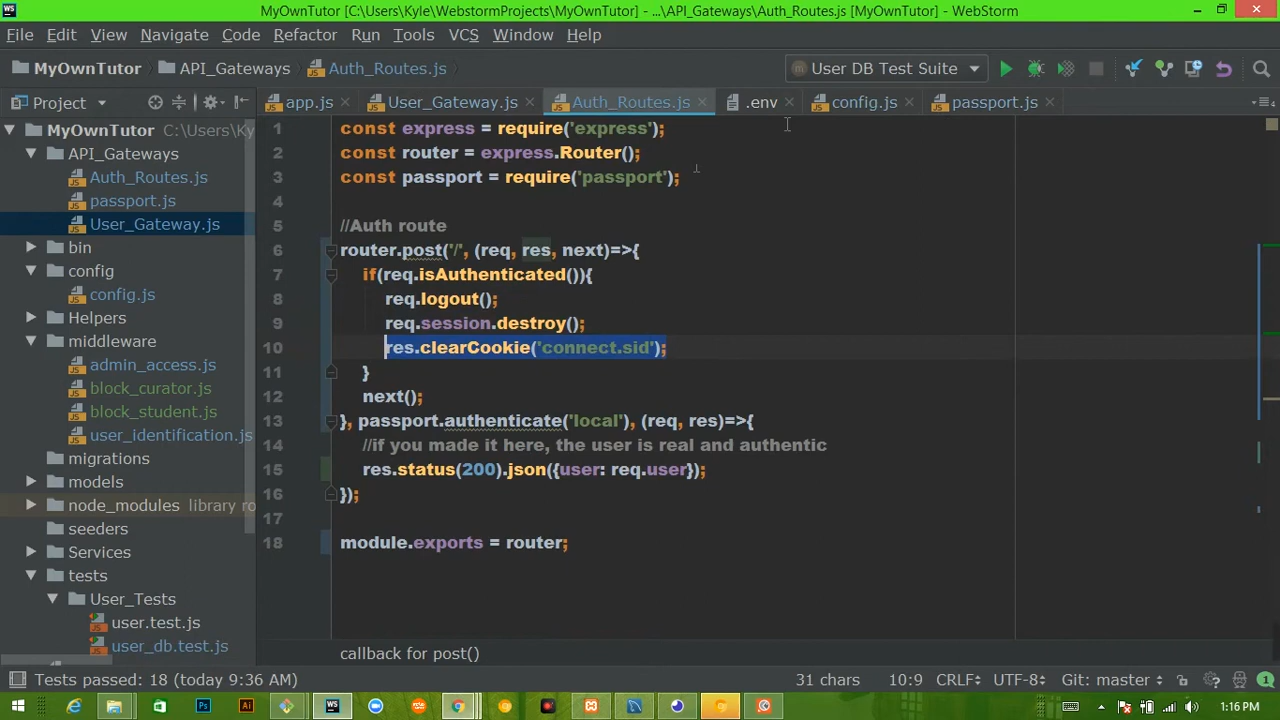 WS MyOwnTutor [C:\Users\Kyle\WebstormProjects\MyOwnTutor] - ...\API_Gateways\Auth_Routes.js [MyOwnTutor] - WebStorm
File Edit View Navigate Code Refactor Run Tools VCS Window Help
MyOwnTutor API_Gateways Auth_Routes.js User DB Test Suite
Project app.js User_Gateway.js Auth_Routes.js .env config.js passport.js
MyOwnTutor C:\Users\Ky
API_Gateways
Auth_Routes.js
passport.js
User_Gateway.js
bin
config
config.js
Helpers
middleware
admin_access.js
block_curator.js
block_student.js
user_identification.js
migrations
models
node_modules library ro
seeders
Services
tests
User_Tests
user.test.js
user_db.test.js
1 const express = require('express');
2 const router = express.Router();
3 const passport = require('passport');
4
5 //Auth route
6 router.post('/', (req, res, next)=>{
7 if(req.isAuthenticated()){
8 req.logout();
9 req.session.destroy();
10 res.clearCookie('connect.sid');
11 }
12 next();
13 }, passport.authenticate('local'), (req, res)=>{
14 //if you made it here, the user is real and authentic
15 res.status(200).json({user: req.user});
16 });
17
18 module.exports = router;
callback for post()
Tests passed: 18 (today 9:36 AM) 31 chars 10:9 CRLF UTF-8 Git: master 1
Ps Ai WS 1:16 PM